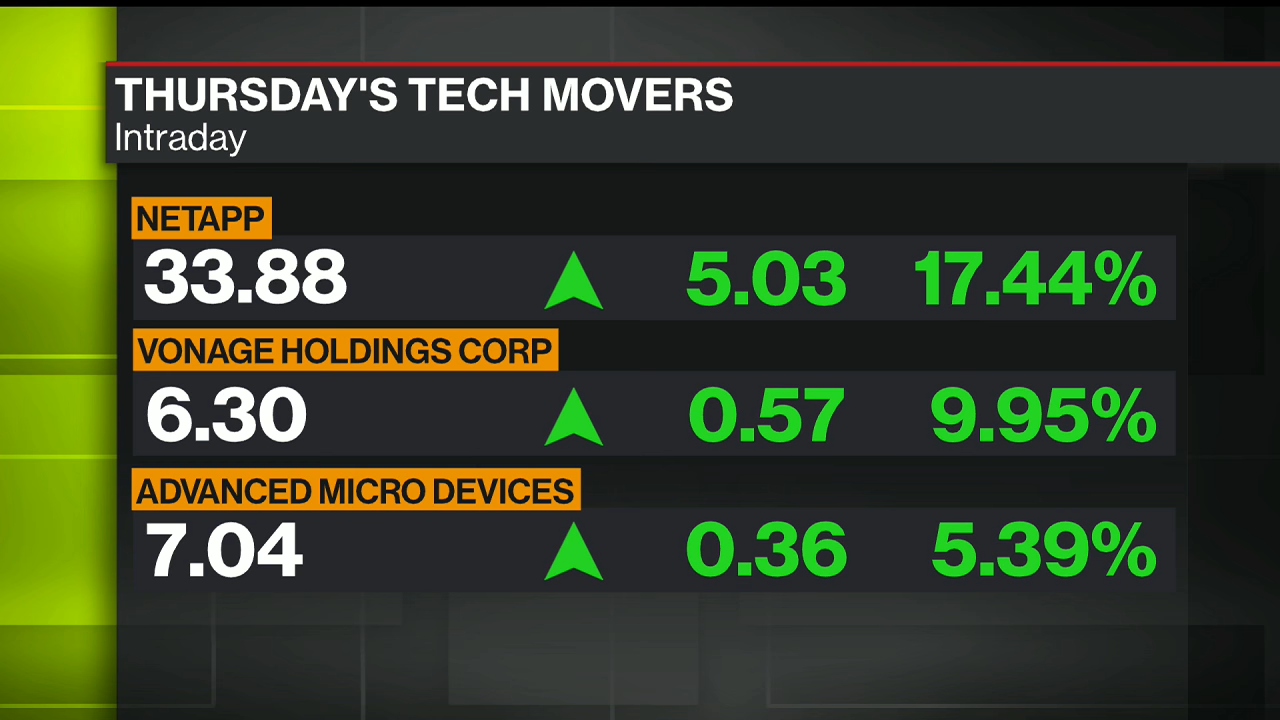 THURSDAY'S TECH MOVERS
Intraday
NETAPP
33.88 ▲ 5.03 17.44%
VONAGE HOLDINGS CORP
6.30 ▲ 0.57 9.95%
ADVANCED MICRO DEVICES
7.04 ▲ 0.36 5.39%